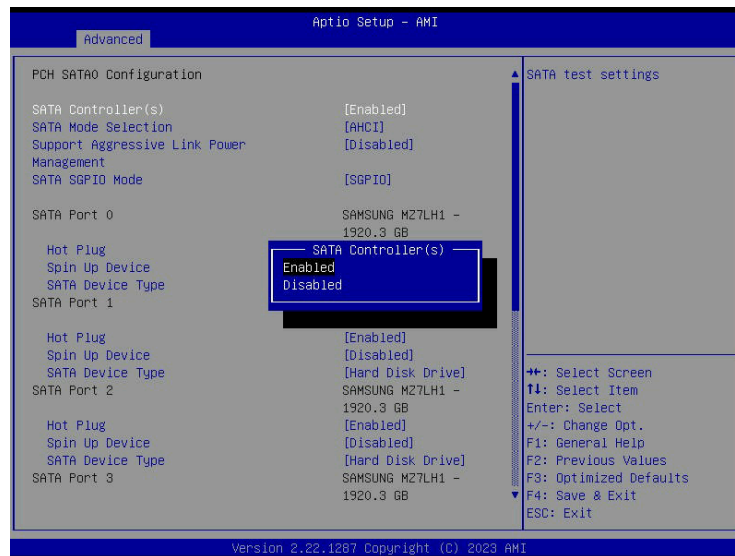 Aptio Setup - AMI
Advanced
PCH SATA0 Configuration
SATA test settings
SATA Controller(s) [Enabled]
SATA Mode Selection [AHCI]
Support Aggressive Link Power [Disabled]
Management
SATA SGPIO Mode [SGPIO]
SATA Port 0 SAMSUNG MZ7LH1 -
1920.3 GB
Hot Plug
Spin Up Device
SATA Device Type
SATA Controller(s)
Enabled
Disabled
SATA Port 1
Hot Plug [Enabled]
Spin Up Device [Disabled]
SATA Device Type [Hard Disk Drive]
SATA Port 2 SAMSUNG MZ7LH1 -
1920.3 GB
Hot Plug [Enabled]
Spin Up Device [Disabled]
SATA Device Type [Hard Disk Drive]
SATA Port 3 SAMSUNG MZ7LH1 -
1920.3 GB
→←: Select Screen
↑↓: Select Item
Enter: Select
+/-: Change Opt.
F1: General Help
F2: Previous Values
F3: Optimized Defaults
F4: Save & Exit
ESC: Exit
Version 2.22.1287 Copyright (C) 2023 AMI